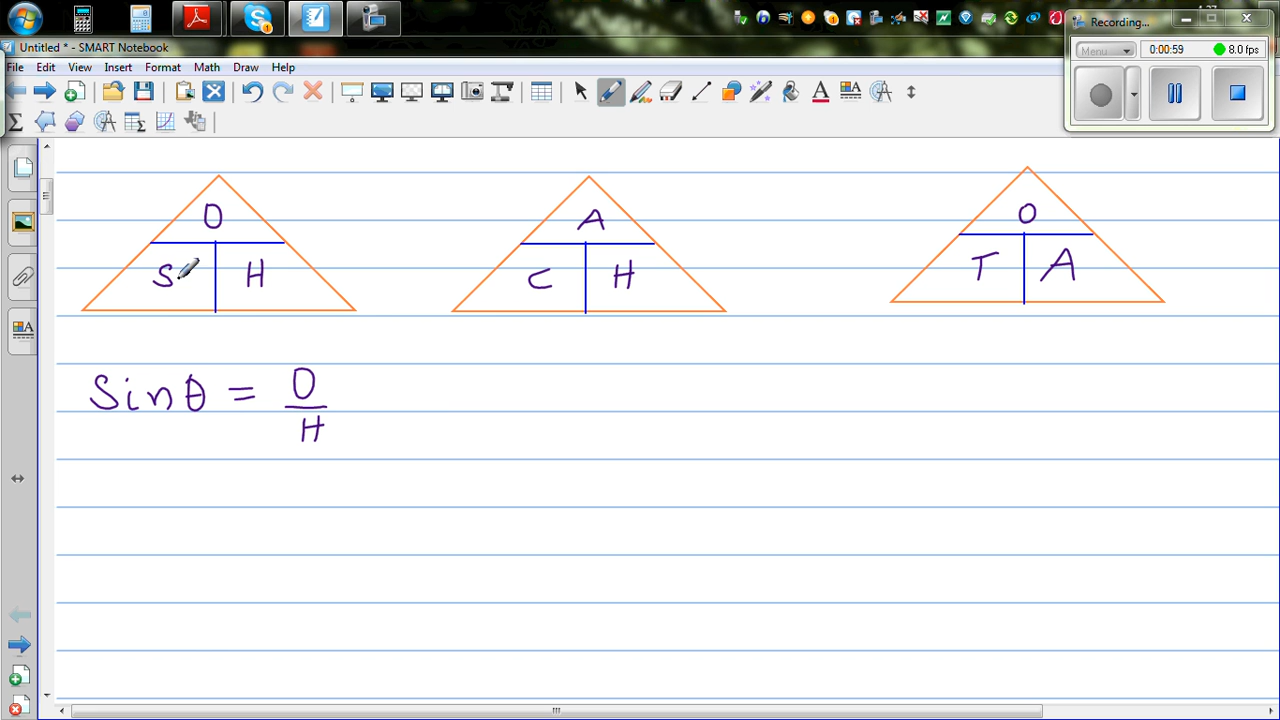 Recording...
Untitled * - SMART Notebook
Menu
0:00:59
8.0 fps
File Edit View Insert Format Math Draw Help
O
S H
A
C H
O
T A
Sinθ = O
H